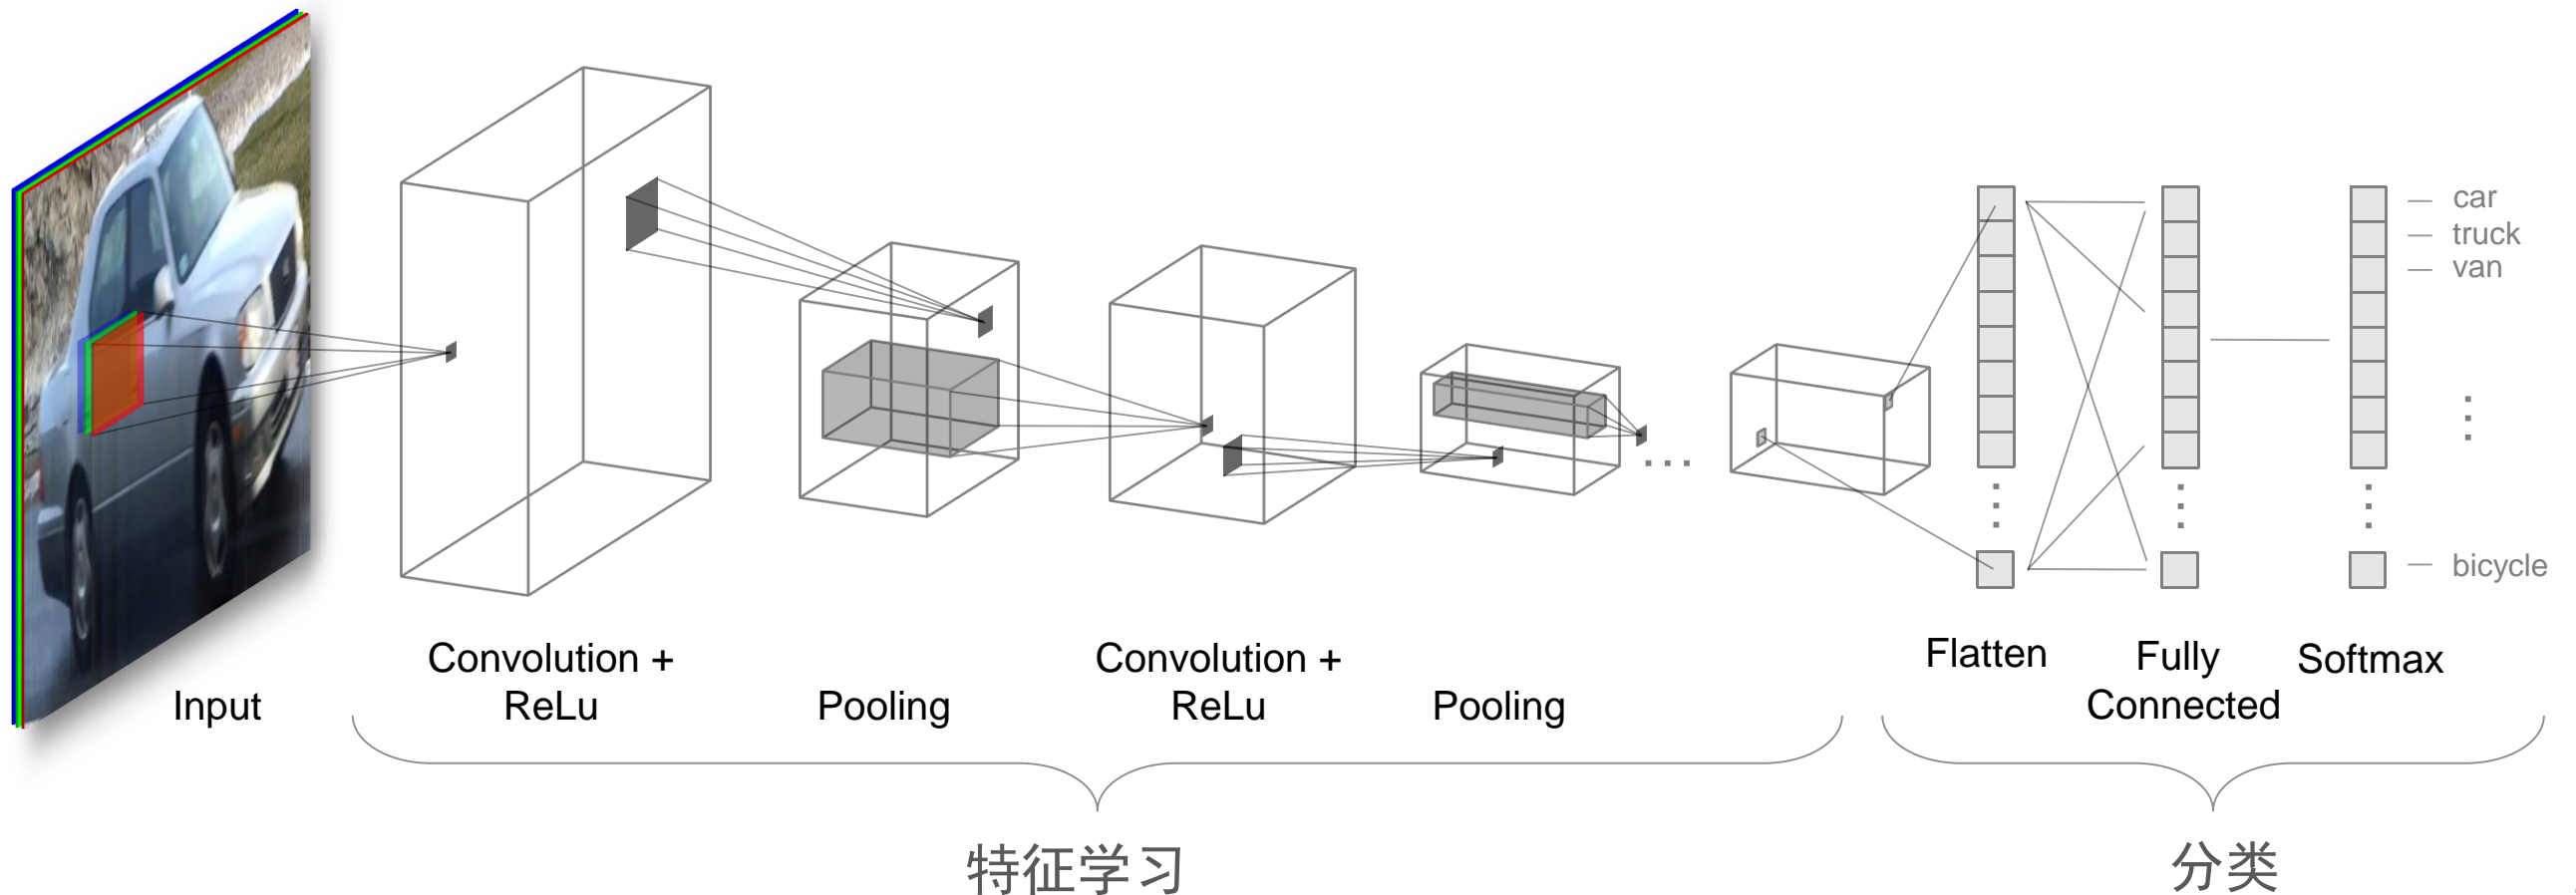 car
truck
van
bicycle
Input
Convolution +
ReLu
Pooling
Convolution +
ReLu
Pooling
Flatten
Fully
Connected
Softmax
特征学习
分类